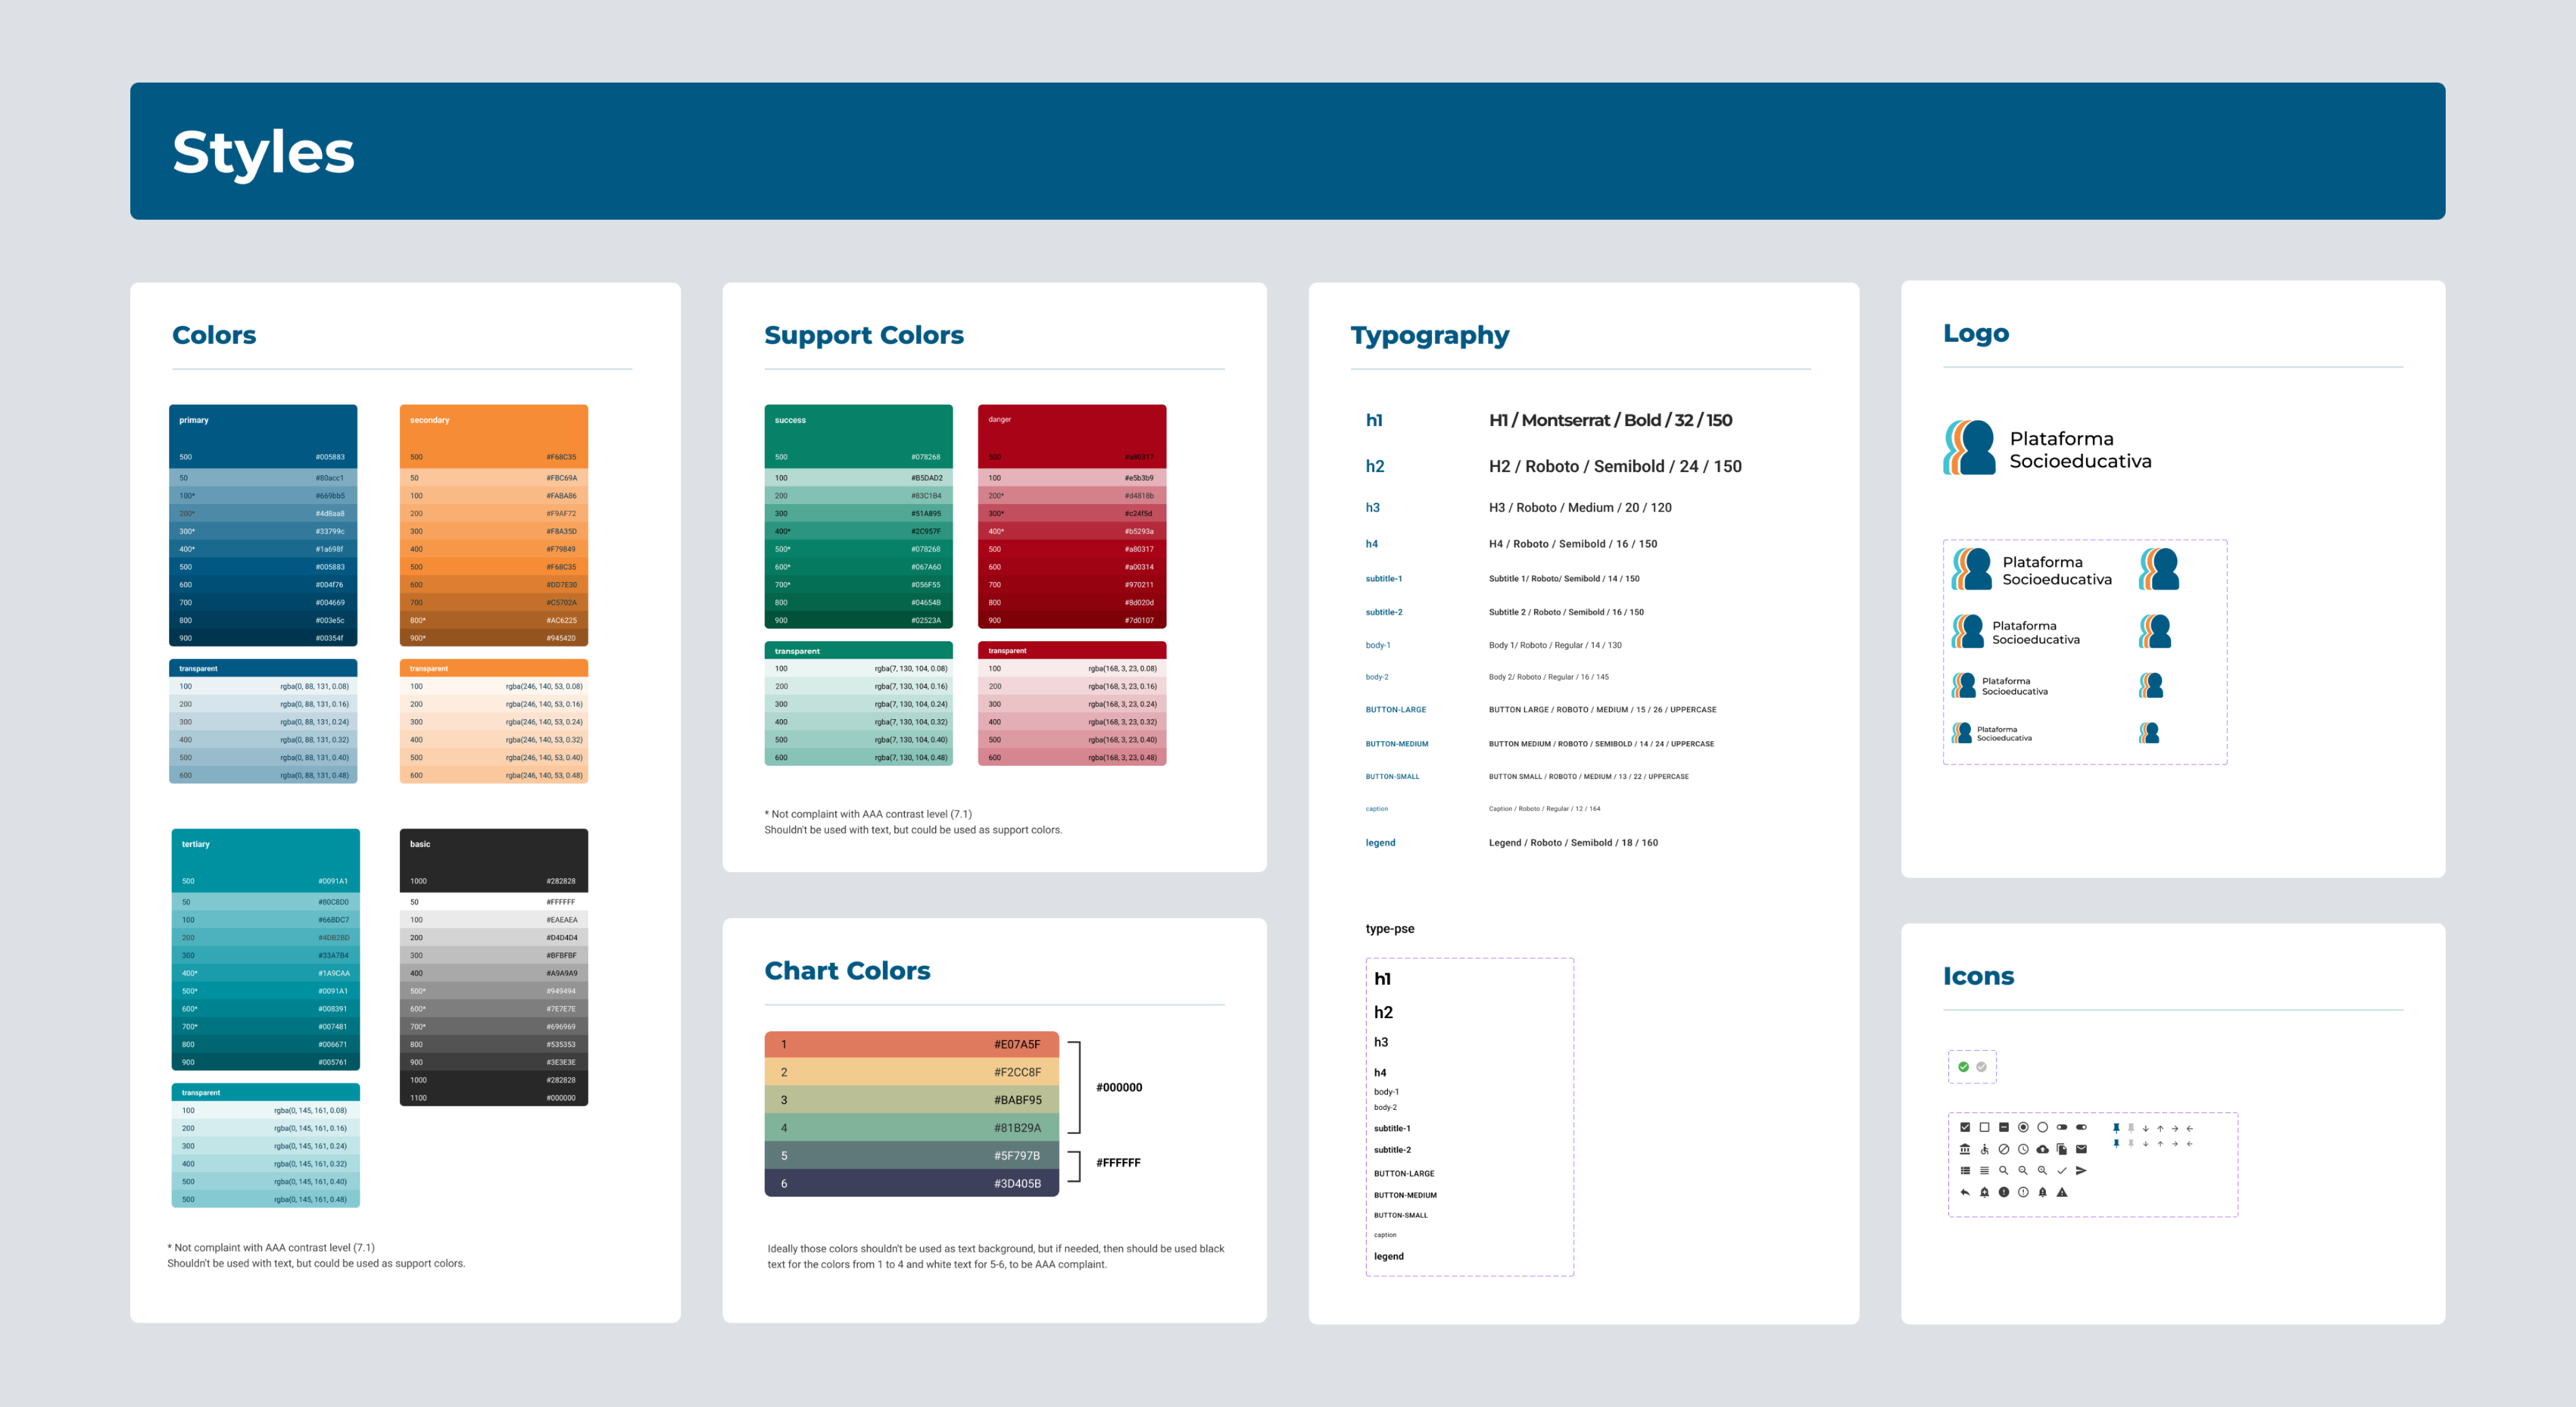 Styles
Colors
primary
500 #005883
50 #80acc1
100* #669bb5
200* #4d8aa8
300* #33799c
400* #1a698f
500 #005883
600 #004f76
700 #004669
800 #003e5c
900 #00354f
transparent
100 rgba(0, 88, 131, 0.08)
200 rgba(0, 88, 131, 0.16)
300 rgba(0, 88, 131, 0.24)
400 rgba(0, 88, 131, 0.32)
500 rgba(0, 88, 131, 0.40)
600 rgba(0, 88, 131, 0.48)
secondary
500 #F68C35
50 #FBC69A
100 #FABA86
200 #F9AF72
300 #F8A35D
400 #F79849
500 #F68C35
600 #DD7E30
700 #C5702A
800* #AC6225
900* #945420
transparent
100 rgba(246, 140, 53, 0.08)
200 rgba(246, 140, 53, 0.16)
300 rgba(246, 140, 53, 0.24)
400 rgba(246, 140, 53, 0.32)
500 rgba(246, 140, 53, 0.40)
600 rgba(246, 140, 53, 0.48)
tertiary
500 #0091A1
50 #80C8D0
100 #66BDC7
200 #4DB2BD
300 #33A7B4
400* #1A9CAA
500* #0091A1
600* #008391
700* #007481
800 #006671
900 #005761
transparent
100 rgba(0, 145, 161, 0.08)
200 rgba(0, 145, 161, 0.16)
300 rgba(0, 145, 161, 0.24)
400 rgba(0, 145, 161, 0.32)
500 rgba(0, 145, 161, 0.40)
500 rgba(0, 145, 161, 0.48)
basic
1000 #282828
50 #FFFFFF
100 #EAEAEA
200 #D4D4D4
300 #BFBFBF
400 #A9A9A9
500* #949494
600* #7E7E7E
700* #696969
800 #535353
900 #3E3E3E
1000 #282828
1100 #000000
* Not complaint with AAA contrast level (7.1)
Shouldn't be used with text, but could be used as support colors.
Support Colors
success
500 #078268
100 #B5DAD2
200 #83C1B4
300 #51A895
400* #2C957F
500* #078268
600* #067A60
700* #056F55
800 #04654B
900 #02523A
transparent
100 rgba(7, 130, 104, 0.08)
200 rgba(7, 130, 104, 0.16)
300 rgba(7, 130, 104, 0.24)
400 rgba(7, 130, 104, 0.32)
500 rgba(7, 130, 104, 0.40)
600 rgba(7, 130, 104, 0.48)
danger
500 #a80317
100 #e5b3b9
200* #d4818b
300* #c24f5d
400* #b5293a
500 #a80317
600 #a00314
700 #970211
800 #8d020d
900 #7d0107
transparent
100 rgba(168, 3, 23, 0.08)
200 rgba(168, 3, 23, 0.16)
300 rgba(168, 3, 23, 0.24)
400 rgba(168, 3, 23, 0.32)
500 rgba(168, 3, 23, 0.40)
600 rgba(168, 3, 23, 0.48)
* Not complaint with AAA contrast level (7.1)
Shouldn't be used with text, but could be used as support colors.
Chart Colors
1 #E07A5F
2 #F2CC8F
3 #BABF95
4 #81B29A
5 #5F797B
6 #3D405B
#000000
#FFFFFF
Ideally those colors shouldn't be used as text background, but if needed, then should be used black
text for the colors from 1 to 4 and white text for 5-6, to be AAA complaint.
Typography
h1 H1 / Montserrat / Bold / 32 / 150
h2 H2 / Roboto / Semibold / 24 / 150
h3 H3 / Roboto / Medium / 20 / 120
h4 H4 / Roboto / Semibold / 16 / 150
subtitle-1 Subtitle 1/ Roboto/ Semibold / 14 / 150
subtitle-2 Subtitle 2 / Roboto / Semibold / 16 / 150
body-1 Body 1/ Roboto / Regular / 14 / 130
body-2 Body 2/ Roboto / Regular / 16 / 145
BUTTON-LARGE BUTTON LARGE / ROBOTO / MEDIUM / 15 / 26 / UPPERCASE
BUTTON-MEDIUM BUTTON MEDIUM / ROBOTO / SEMIBOLD / 14 / 24 / UPPERCASE
BUTTON-SMALL BUTTON SMALL / ROBOTO / MEDIUM / 13 / 22 / UPPERCASE
caption Caption / Roboto / Regular / 12 / 164
legend Legend / Roboto / Semibold / 18 / 160
type-pse
h1
h2
h3
h4
body-1
body-2
subtitle-1
subtitle-2
BUTTON-LARGE
BUTTON-MEDIUM
BUTTON-SMALL
caption
legend
Logo
Plataforma
Socioeducativa
Plataforma
Socioeducativa
Plataforma
Socioeducativa
Plataforma
Socioeducativa
Plataforma
Socioeducativa
Icons